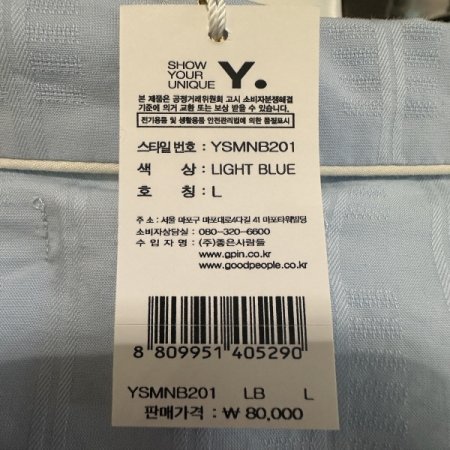 SHOW
YOUR
UNIQUE
Y.
본 제품은 공정거래위원회 고시 소비자분쟁해결
기준에 의거 교환 또는 보상 받을 수 있습니다
전기용품 및 생활용품 안전관리법에 의한 품질표시
스타일 번호 : YSMNB201
색 상 : LIGHT BLUE
호 칭 : L
주 소 : 서울 마포구 마포대로4다길 41 마포타워빌딩
소비자상담실 : 080-320-6600
수 입 자 명 : (주)좋은사람들
www.gpin.co.kr
www.goodpeople.co.kr
8 809951 405290
YSMNB201 LB L
판매가격 : ₩ 80,000